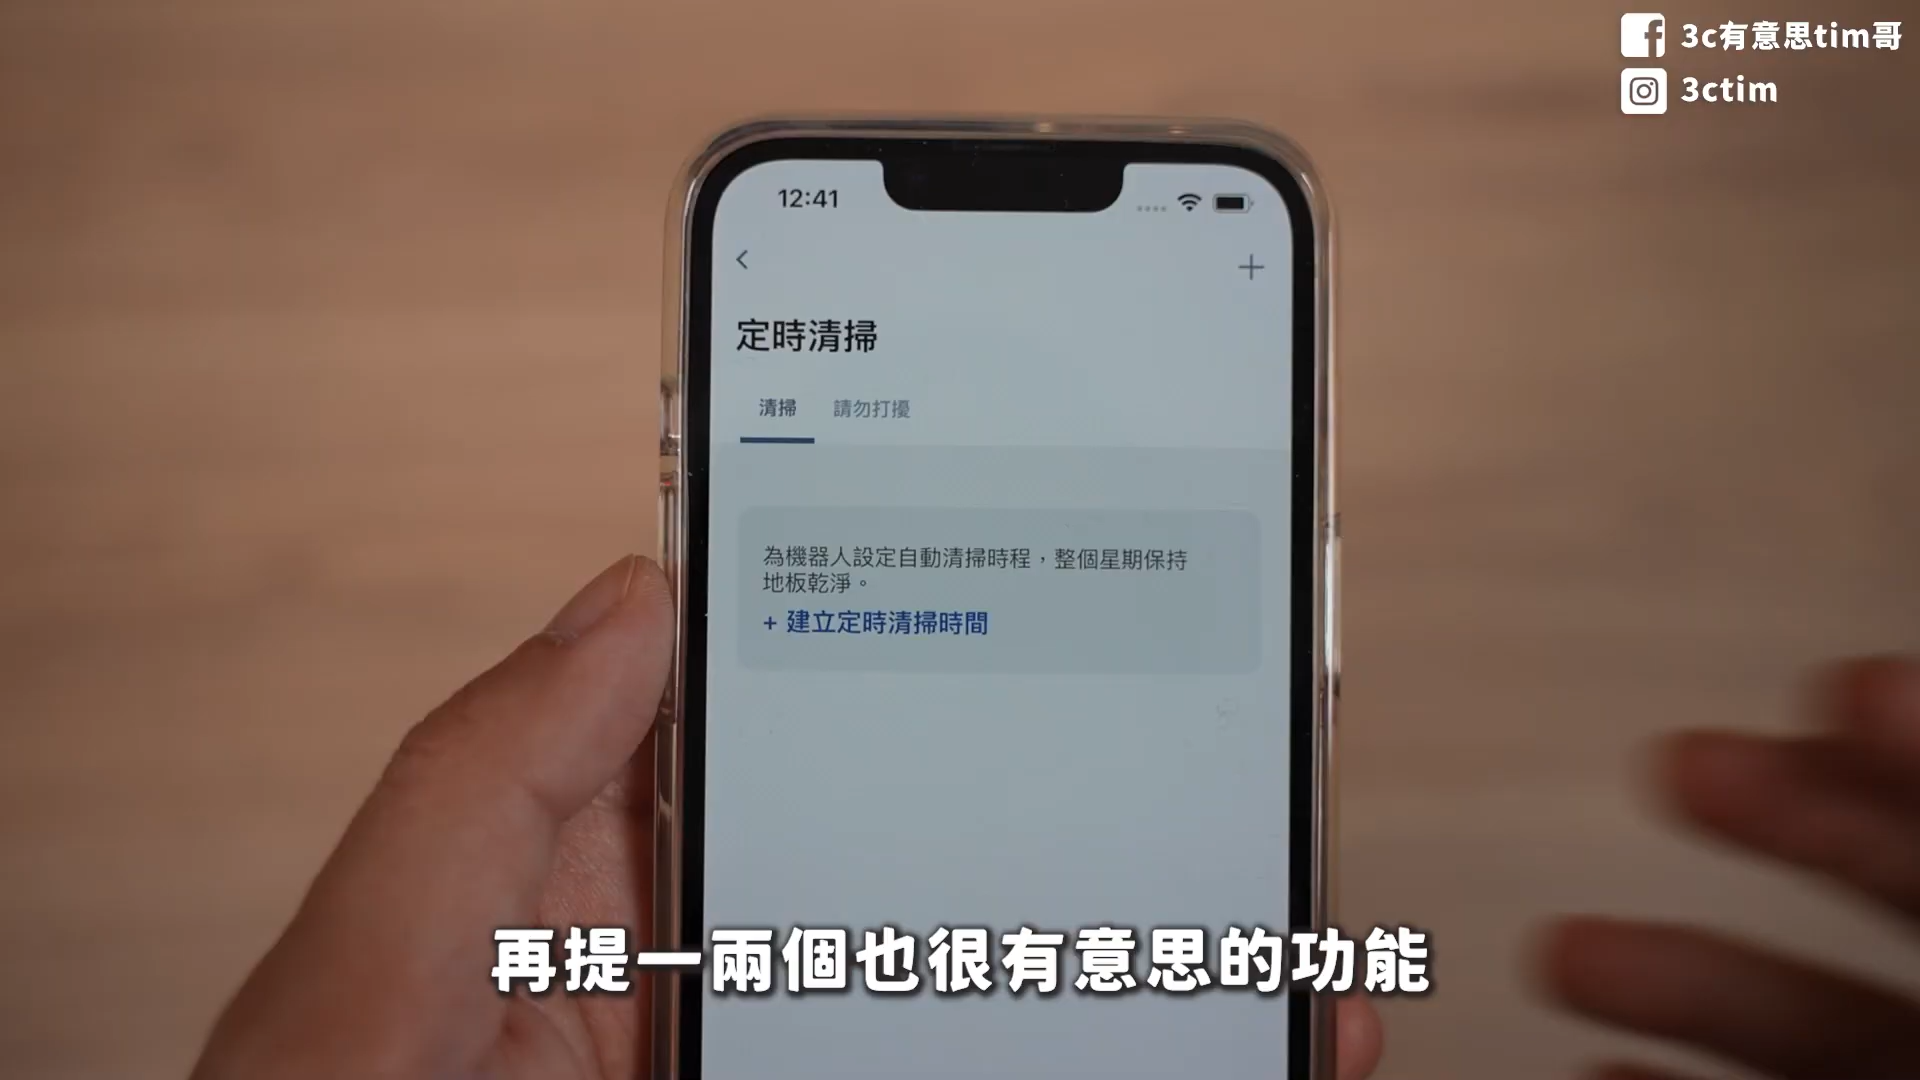 3c有意思tim哥
3ctim
12:41
定時清掃
清掃 請勿打擾
為機器人設定自動清掃時程，整個星期保持
地板乾淨。
+ 建立定時清掃時間
再提一兩個也很有意思的功能